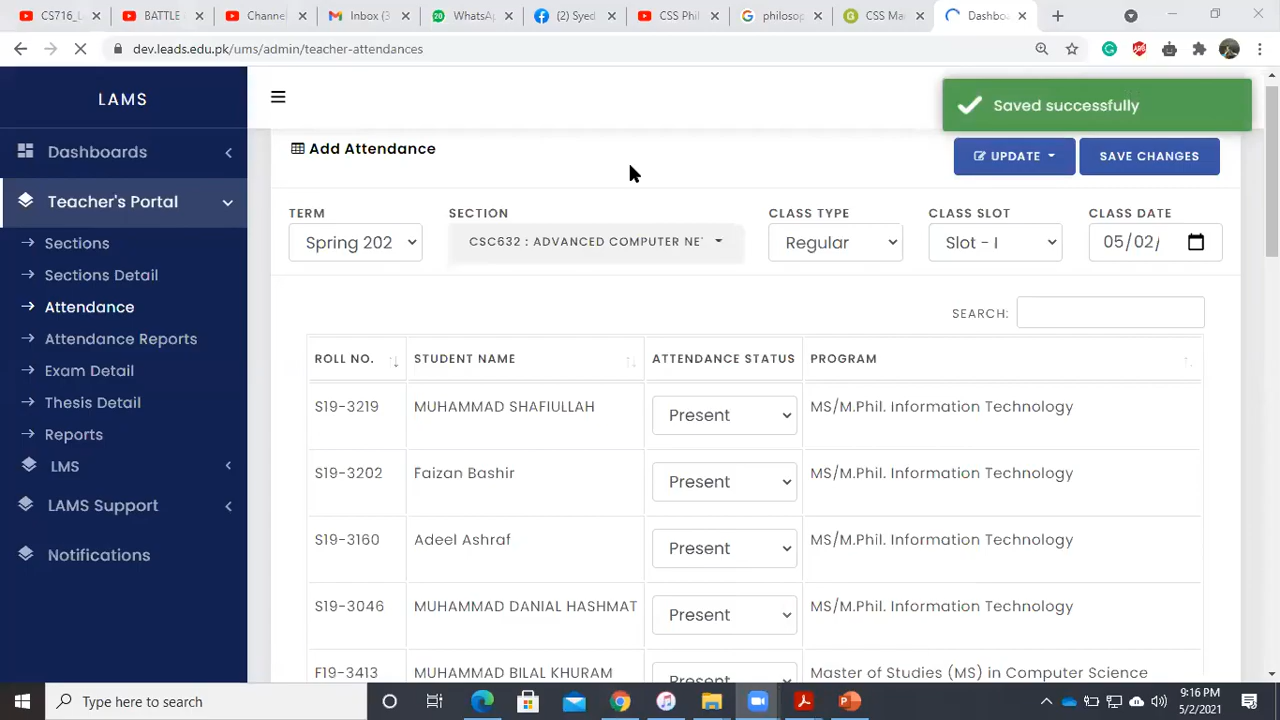 CS716_L
BATTLE
Channel
Inbox (3
20
WhatsA
(2) Syed
CSS Phil
philosop
CSS Ma
Dashbo
dev.leads.edu.pk/ums/admin/teacher-attendances
LAMS
Saved successfully
Dashboards
Add Attendance
UPDATE
SAVE CHANGES
Teacher's Portal
TERM
SECTION
CLASS TYPE
CLASS SLOT
CLASS DATE
Spring 202
CSC632 : ADVANCED COMPUTER NE
Regular
Slot - I
05/02/
Sections
Sections Detail
Attendance
SEARCH:
Attendance Reports
ROLL NO.
STUDENT NAME
ATTENDANCE STATUS
PROGRAM
Exam Detail
Thesis Detail
S19-3219
MUHAMMAD SHAFIULLAH
Present
MS/M.Phil. Information Technology
Reports
LMS
S19-3202
Faizan Bashir
Present
MS/M.Phil. Information Technology
LAMS Support
S19-3160
Adeel Ashraf
Present
MS/M.Phil. Information Technology
Notifications
S19-3046
MUHAMMAD DANIAL HASHMAT
Present
MS/M.Phil. Information Technology
F19-3413
MUHAMMAD BILAL KHURAM
Present
Master of Studies (MS) in Computer Science
Type here to search
9:16 PM
5/2/2021